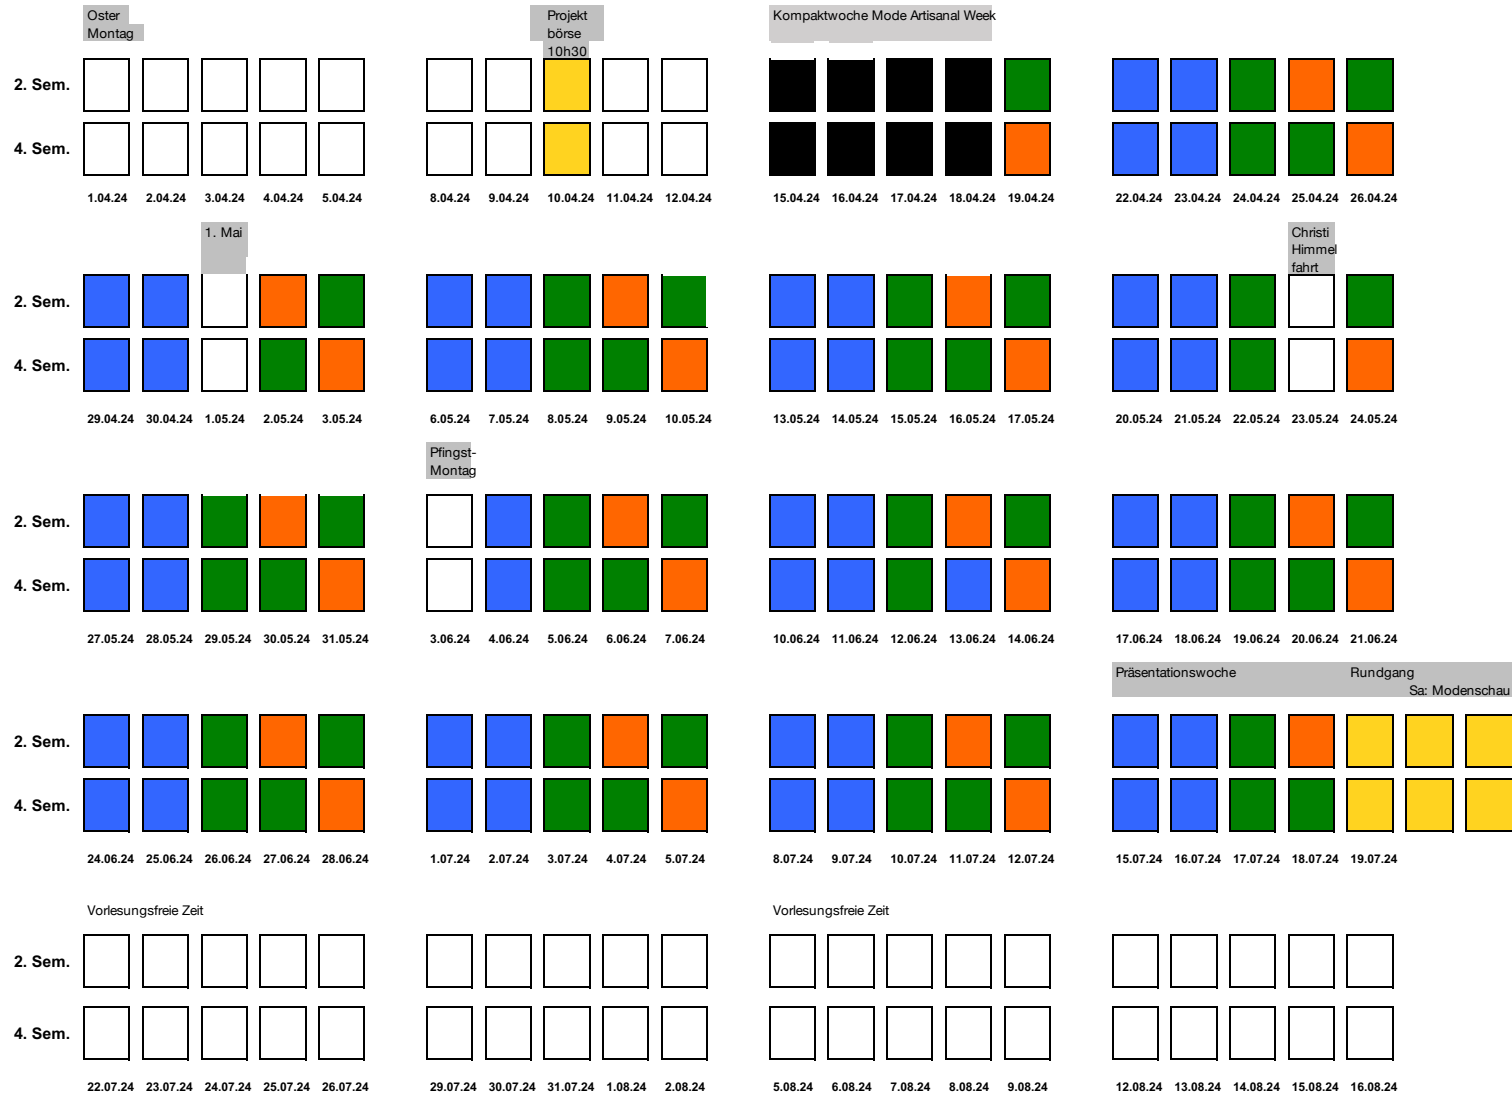 Oster
Montag
Projekt
börse
10h30
Kompaktwoche Mode Artisanal Week
2. Sem.
4. Sem.
1.04.24 2.04.24 3.04.24 4.04.24 5.04.24 8.04.24 9.04.24 10.04.24 11.04.24 12.04.24 15.04.24 16.04.24 17.04.24 18.04.24 19.04.24 22.04.24 23.04.24 24.04.24 25.04.24 26.04.24
1. Mai
Christi
Himmel
fahrt
2. Sem.
4. Sem.
29.04.24 30.04.24 1.05.24 2.05.24 3.05.24 6.05.24 7.05.24 8.05.24 9.05.24 10.05.24 13.05.24 14.05.24 15.05.24 16.05.24 17.05.24 20.05.24 21.05.24 22.05.24 23.05.24 24.05.24
Pfingst-
Montag
2. Sem.
4. Sem.
27.05.24 28.05.24 29.05.24 30.05.24 31.05.24 3.06.24 4.06.24 5.06.24 6.06.24 7.06.24 10.06.24 11.06.24 12.06.24 13.06.24 14.06.24 17.06.24 18.06.24 19.06.24 20.06.24 21.06.24
Präsentationswoche Rundgang
Sa: Modenschau
2. Sem.
4. Sem.
24.06.24 25.06.24 26.06.24 27.06.24 28.06.24 1.07.24 2.07.24 3.07.24 4.07.24 5.07.24 8.07.24 9.07.24 10.07.24 11.07.24 12.07.24 15.07.24 16.07.24 17.07.24 18.07.24 19.07.24
Vorlesungsfreie Zeit Vorlesungsfreie Zeit
2. Sem.
4. Sem.
22.07.24 23.07.24 24.07.24 25.07.24 26.07.24 29.07.24 30.07.24 31.07.24 1.08.24 2.08.24 5.08.24 6.08.24 7.08.24 8.08.24 9.08.24 12.08.24 13.08.24 14.08.24 15.08.24 16.08.24